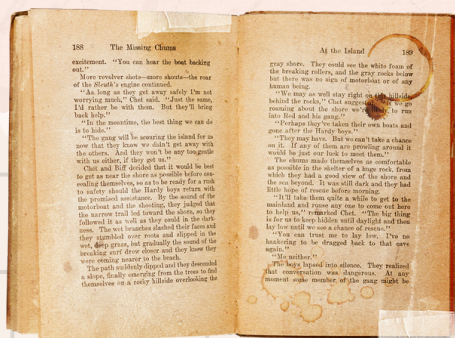 188 The Missing Chums
excitement. "You can hear the boat backing
out."
More revolver shots—more shouts—the roar
of the Sleuth's engine continued.
"As long as they get away safely I'm not
worrying much," Chet said. "Just the same,
I'd rather be with them. But they'll bring
back help."
"In the meantime, the best thing we can do
is to hide."
"The gang will be scouring the island for us
now that they know we didn't get away with
the others. And they won't be any too gentle
with us either, if they get us."
Chet and Biff decided that it would be best
to get as near the shore as possible before con-
cealing themselves, so as to be ready for a rush
to safety should the Hardy boys return with
the promised assistance. By the sound of the
motorboat and the shooting, they judged that
the narrow trail led toward the shore, so they
followed it as well as they could in the dark-
ness. The wet branches slashed their faces and
they stumbled over roots and slipped in the
wet, deep grass, but gradually the sound of the
breaking surf drew closer and they knew they
were coming nearer to the beach.
The path suddenly dipped and they descended
a slope, finally emerging from the trees to find
themselves on a rocky hillside overlooking the
At the Island 189
gray shore. They could see the white foam of
the breaking rollers, and the gray rocks below
but there was no sign of motorboat or of any
human being.
"We may as well stay right on this hillside
behind the rocks," Chet suggested. we go
roaming about the shore we're to run
into Red and his gang."
"Perhaps they've taken their own boats and
gone after the Hardy boys."
"They may have. But we can't take a chance
on it. If any of them are prowling around it
would be just our luck to meet them."
The chums made themselves as comfortable
as possible in the shelter of a huge rock, from
which they had a good view of the shore and
the sea beyond. It was still dark and they had
little hope of rescue before morning.
"It'll take them quite a while to get to the
mainland and rouse any one to come out here
to help us," remarked Chet. "The big thing
is for us to keep hidden until daylight and then
lay low until we see a chance of rescue."
"You can trust me to lay low. I've no
hankering to be dragged back to that cave
again."
"Me neither."
The boys lapsed into silence. They realized
that conversation was dangerous. At any
moment some member of the gang might be